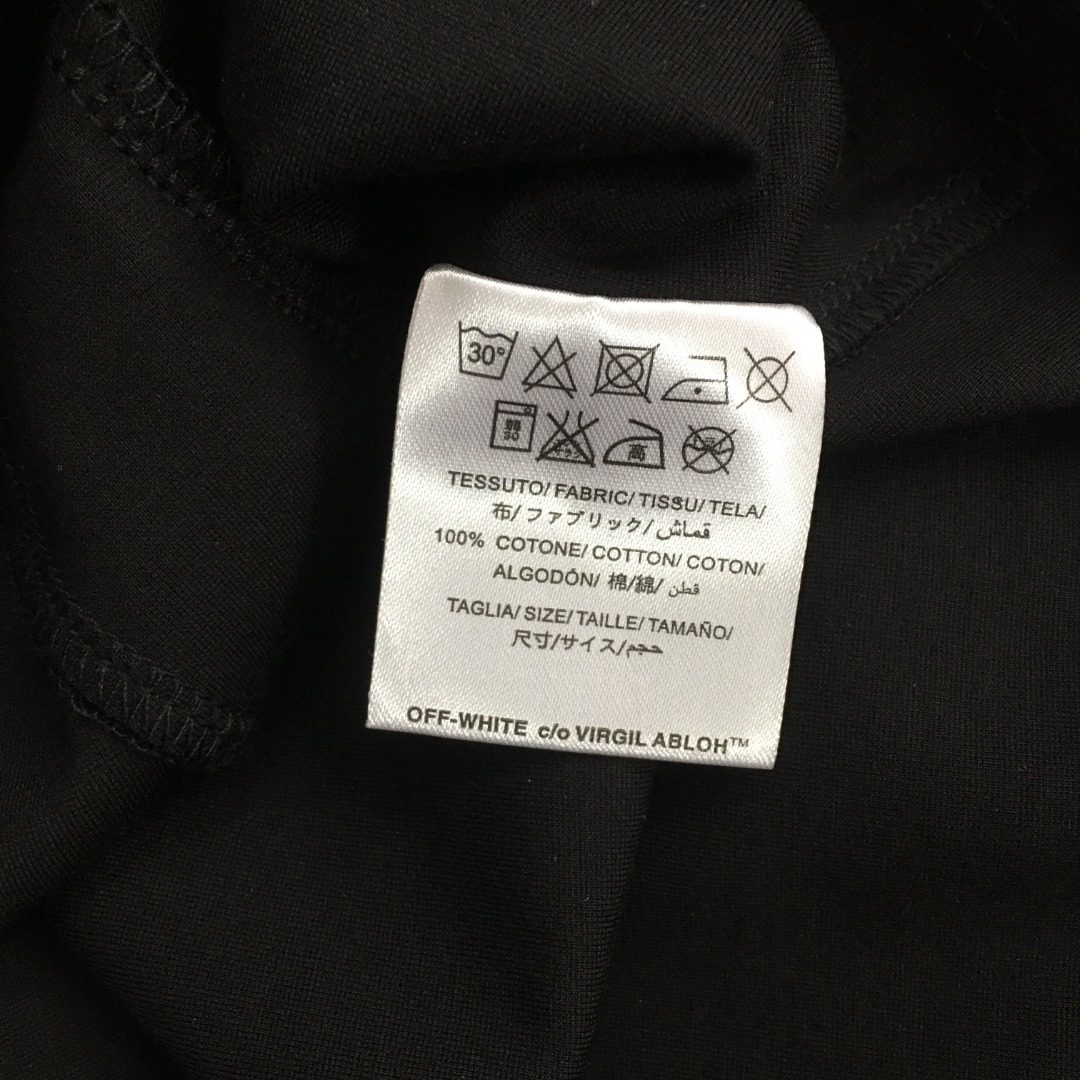 30°
高
TESSUTO/ FABRIC/ TISSU/ TELA/
布/ ファブリック/ قماش
100% COTONE/ COTTON/ COTON/
ALGODÓN/ 棉/綿/ قطن
TAGLIA/ SIZE/ TAILLE/ TAMAÑO/
尺寸/サイズ/حجم
OFF-WHITE c/o VIRGIL ABLOH™